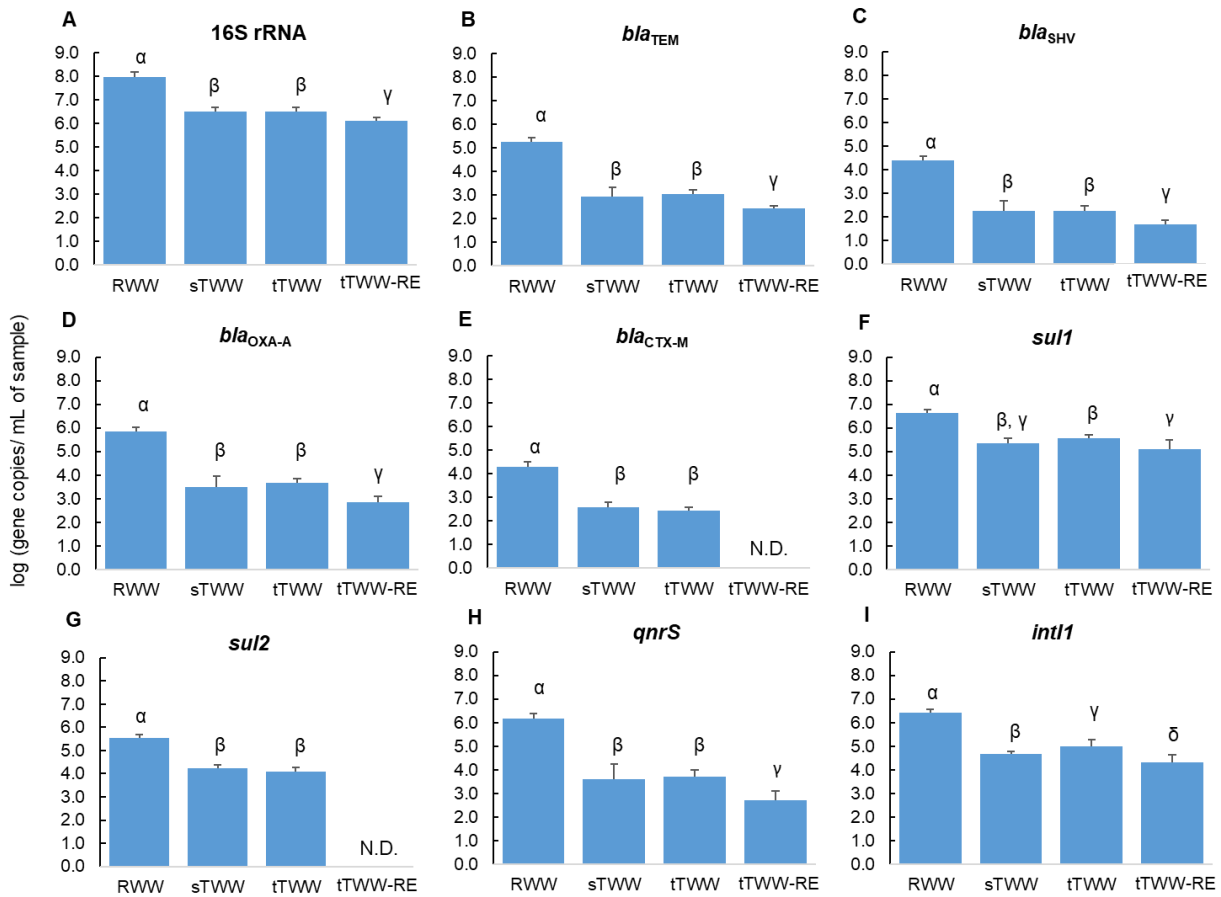 log (gene copies/ mL of sample)
A
16S rRNA
9.0
8.0
7.0
6.0
5.0
4.0
3.0
2.0
1.0
0.0
α
β
β
γ
RWW
sTWW
tTWW
tTWW-RE
B
blaTEM
9.0
8.0
7.0
6.0
5.0
4.0
3.0
2.0
1.0
0.0
α
β
β
γ
RWW
sTWW
tTWW
tTWW-RE
C
blaSHV
9.0
8.0
7.0
6.0
5.0
4.0
3.0
2.0
1.0
0.0
α
β
β
γ
RWW
sTWW
tTWW
tTWW-RE
D
blaOXA-A
9.0
8.0
7.0
6.0
5.0
4.0
3.0
2.0
1.0
0.0
α
β
β
γ
RWW
sTWW
tTWW
tTWW-RE
E
blaCTX-M
9.0
8.0
7.0
6.0
5.0
4.0
3.0
2.0
1.0
0.0
α
β
β
N.D.
RWW
sTWW
tTWW
tTWW-RE
F
sul1
9.0
8.0
7.0
6.0
5.0
4.0
3.0
2.0
1.0
0.0
α
β, γ
β
γ
RWW
sTWW
tTWW
tTWW-RE
G
sul2
9.0
8.0
7.0
6.0
5.0
4.0
3.0
2.0
1.0
0.0
α
β
β
N.D.
RWW
sTWW
tTWW
tTWW-RE
H
qnrS
9.0
8.0
7.0
6.0
5.0
4.0
3.0
2.0
1.0
0.0
α
β
β
γ
RWW
sTWW
tTWW
tTWW-RE
I
intI1
9.0
8.0
7.0
6.0
5.0
4.0
3.0
2.0
1.0
0.0
α
β
γ
δ
RWW
sTWW
tTWW
tTWW-RE